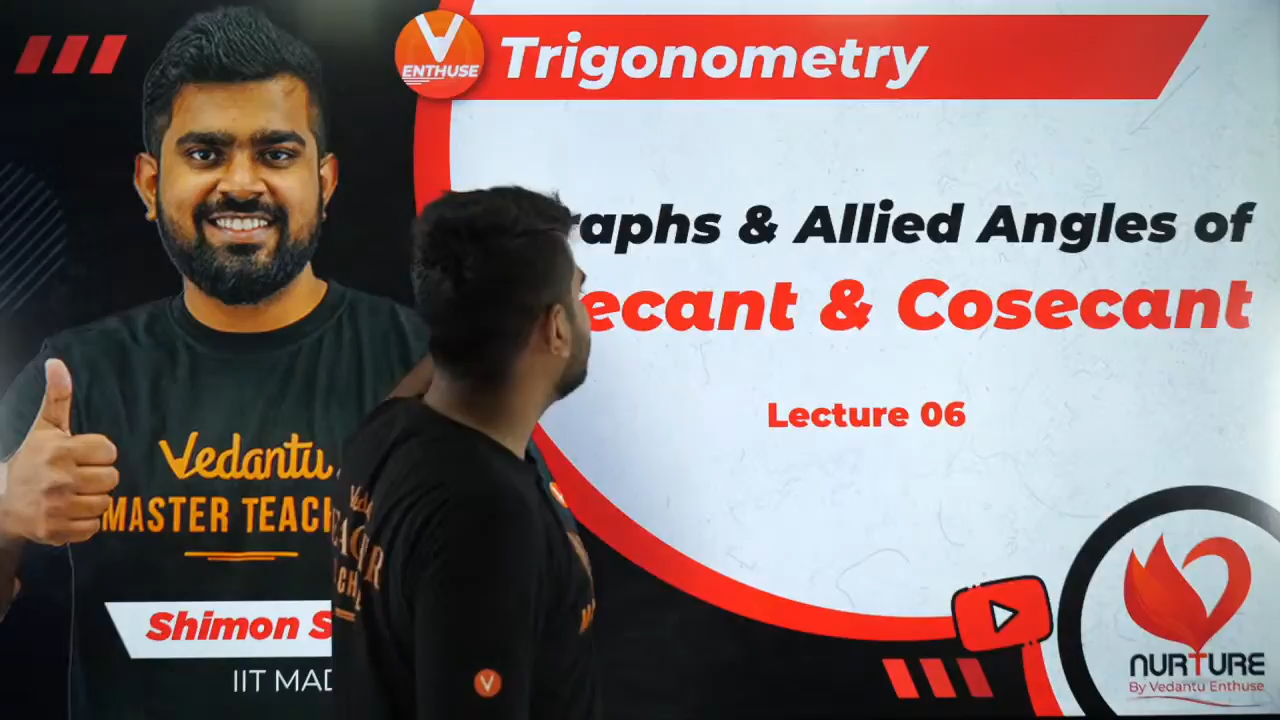 ENTHUSE
Trigonometry
raphs & Allied Angles of
ecant & Cosecant
Lecture 06
Vedantu
MASTER TEACH
Shimon S
IIT MAD
NURTURE
By Vedantu Enthuse